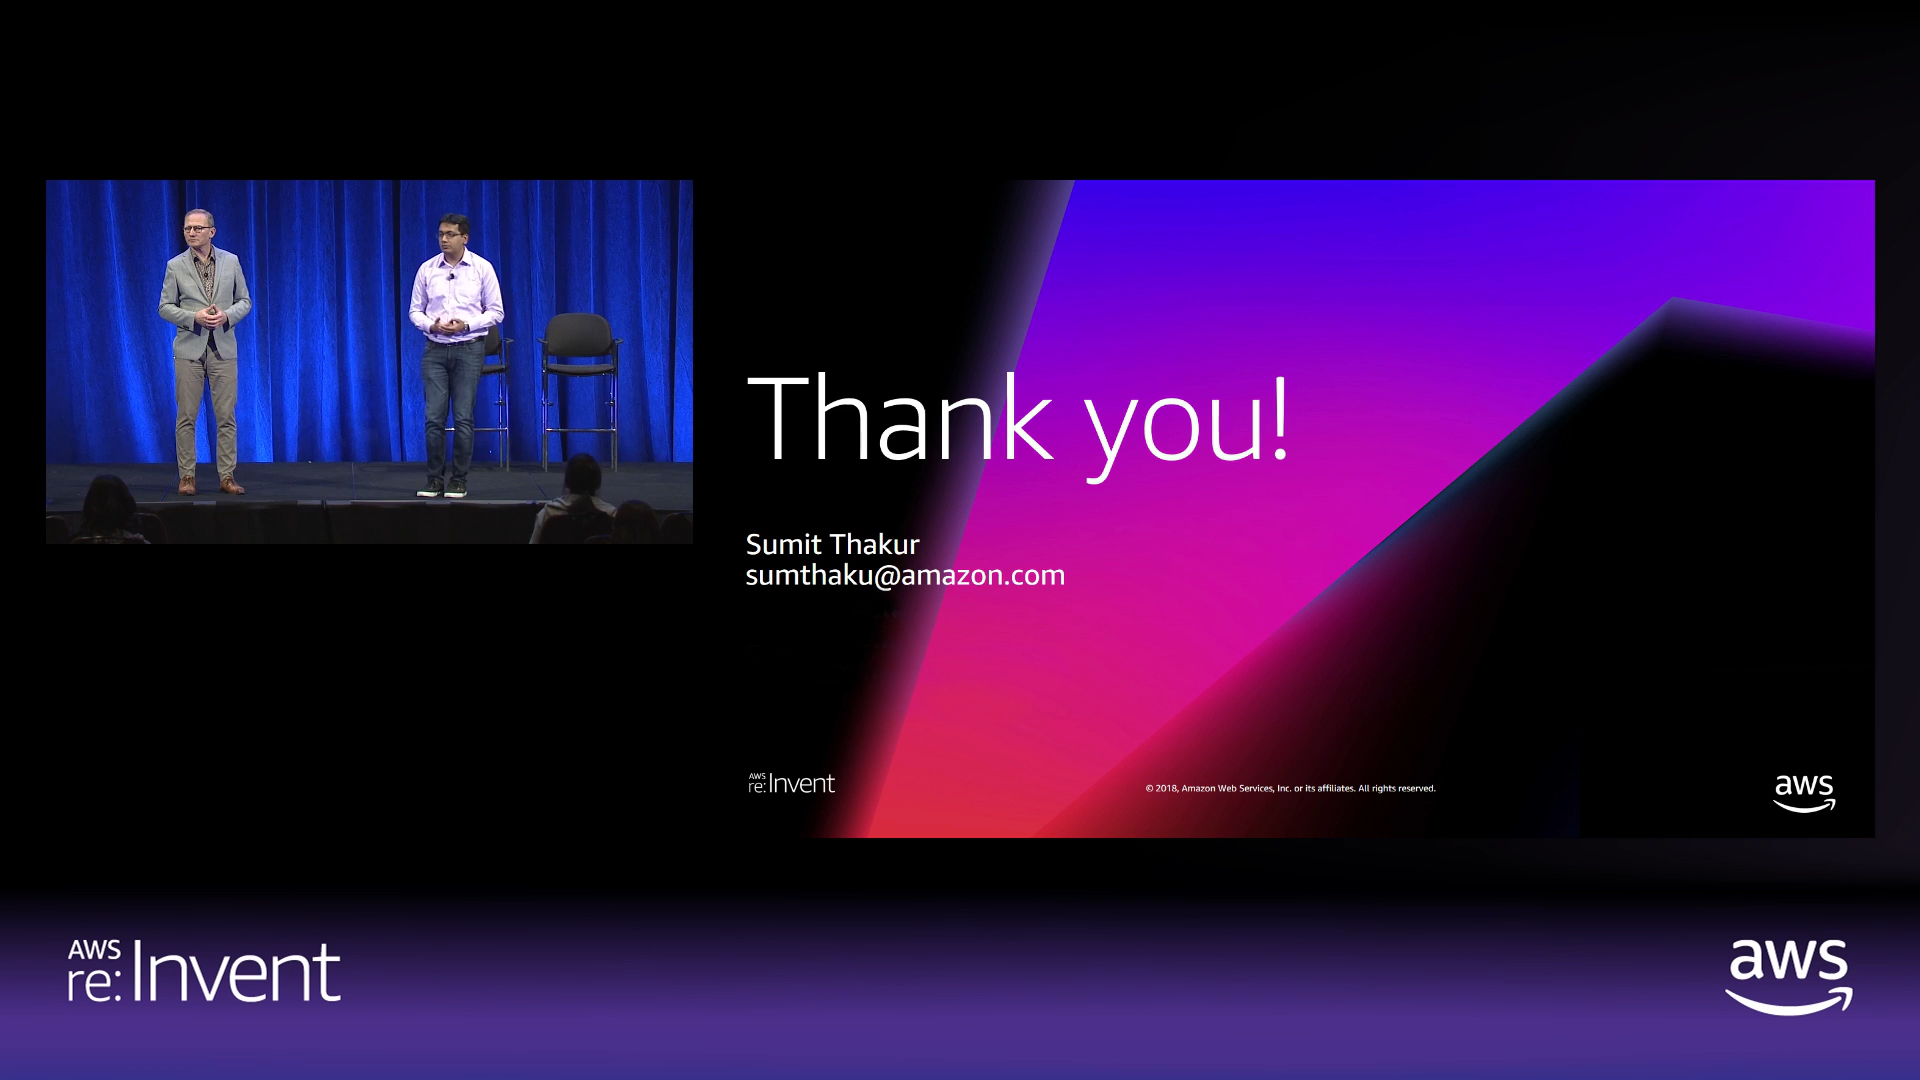 Thank you!
Sumit Thakur
sumthaku@amazon.com
AWS
re:Invent
© 2018, Amazon Web Services, Inc. or its affiliates. All rights reserved.
aws
AWS
re:Invent
aws